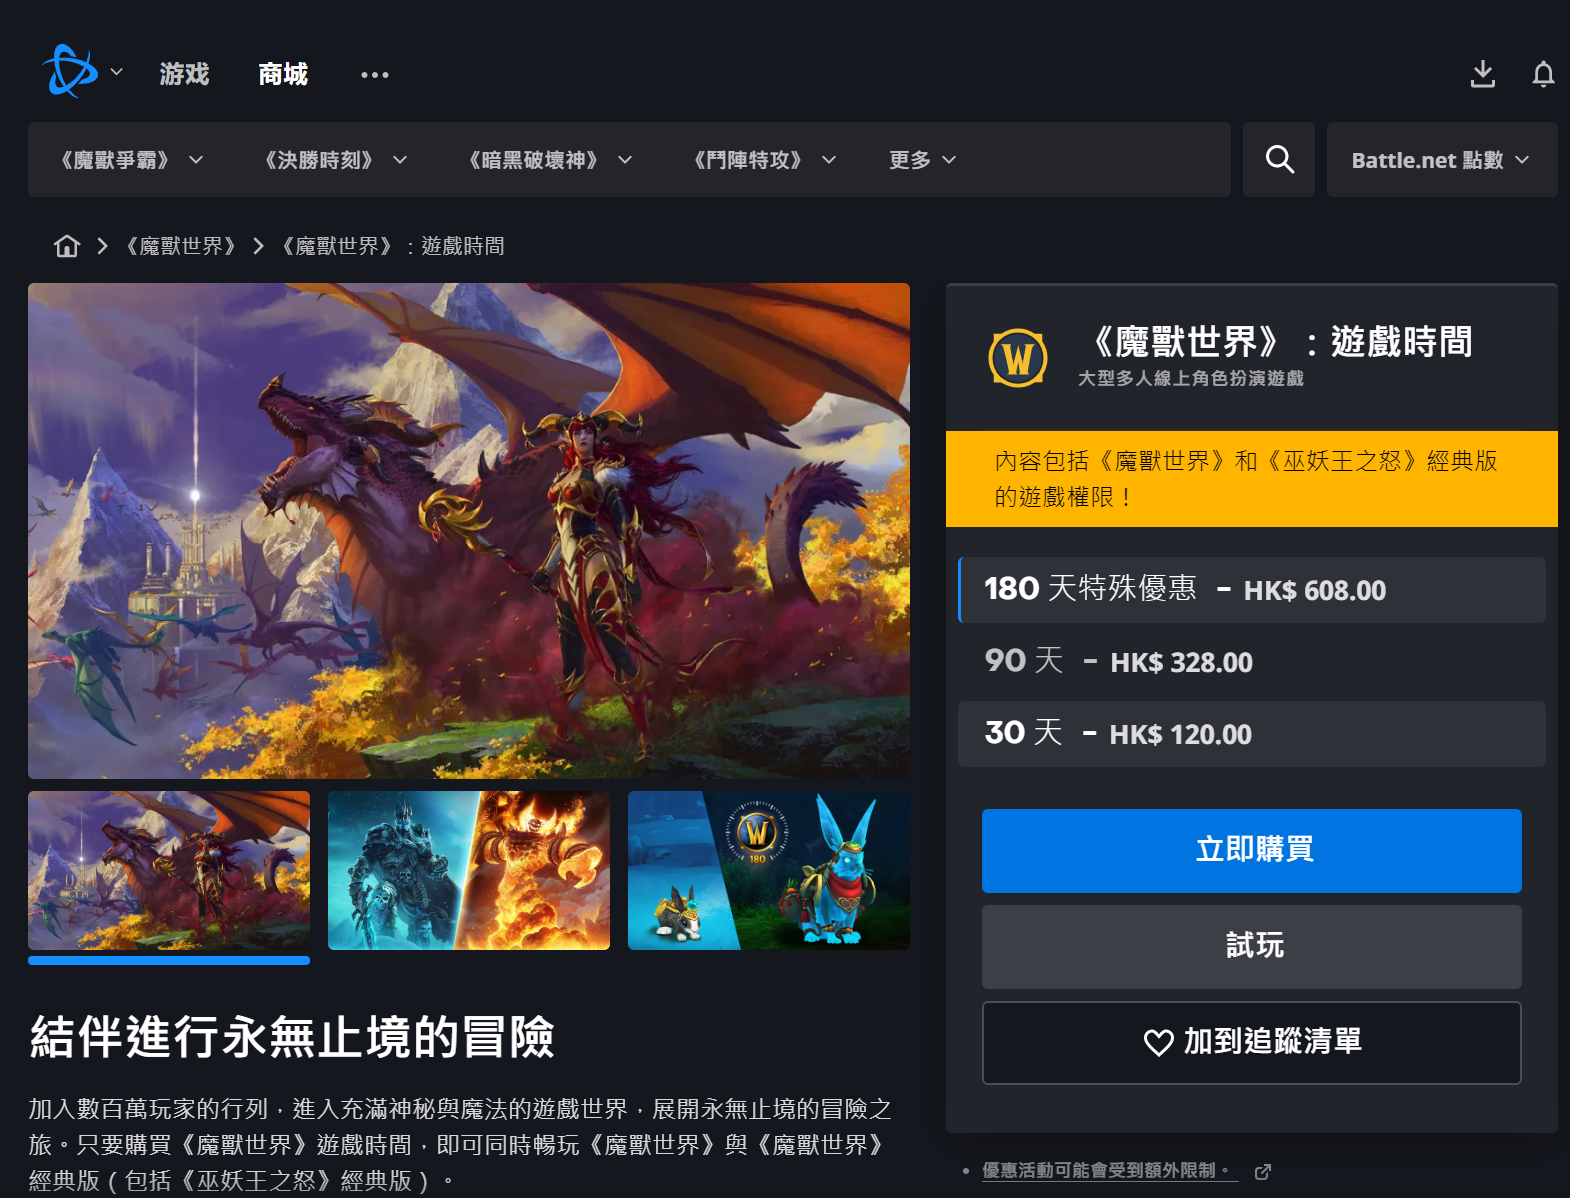 游戏 商城
《魔獸爭霸》 《決勝時刻》 《暗黑破壞神》 《鬥陣特攻》 更多 Battle.net 點數
《魔獸世界》 《魔獸世界》：遊戲時間
《魔獸世界》：遊戲時間
大型多人線上角色扮演遊戲
內容包括《魔獸世界》和《巫妖王之怒》經典版
的遊戲權限！
180 天特殊優惠 – HK$ 608.00
90 天 – HK$ 328.00
30 天 – HK$ 120.00
立即購買
試玩
加到追蹤清單
優惠活動可能會受到額外限制。
W
180
結伴進行永無止境的冒險
加入數百萬玩家的行列，進入充滿神秘與魔法的遊戲世界，展開永無止境的冒險之
旅。只要購買《魔獸世界》遊戲時間，即可同時暢玩《魔獸世界》與《魔獸世界》
經典版（包括《巫妖王之怒》經典版）。